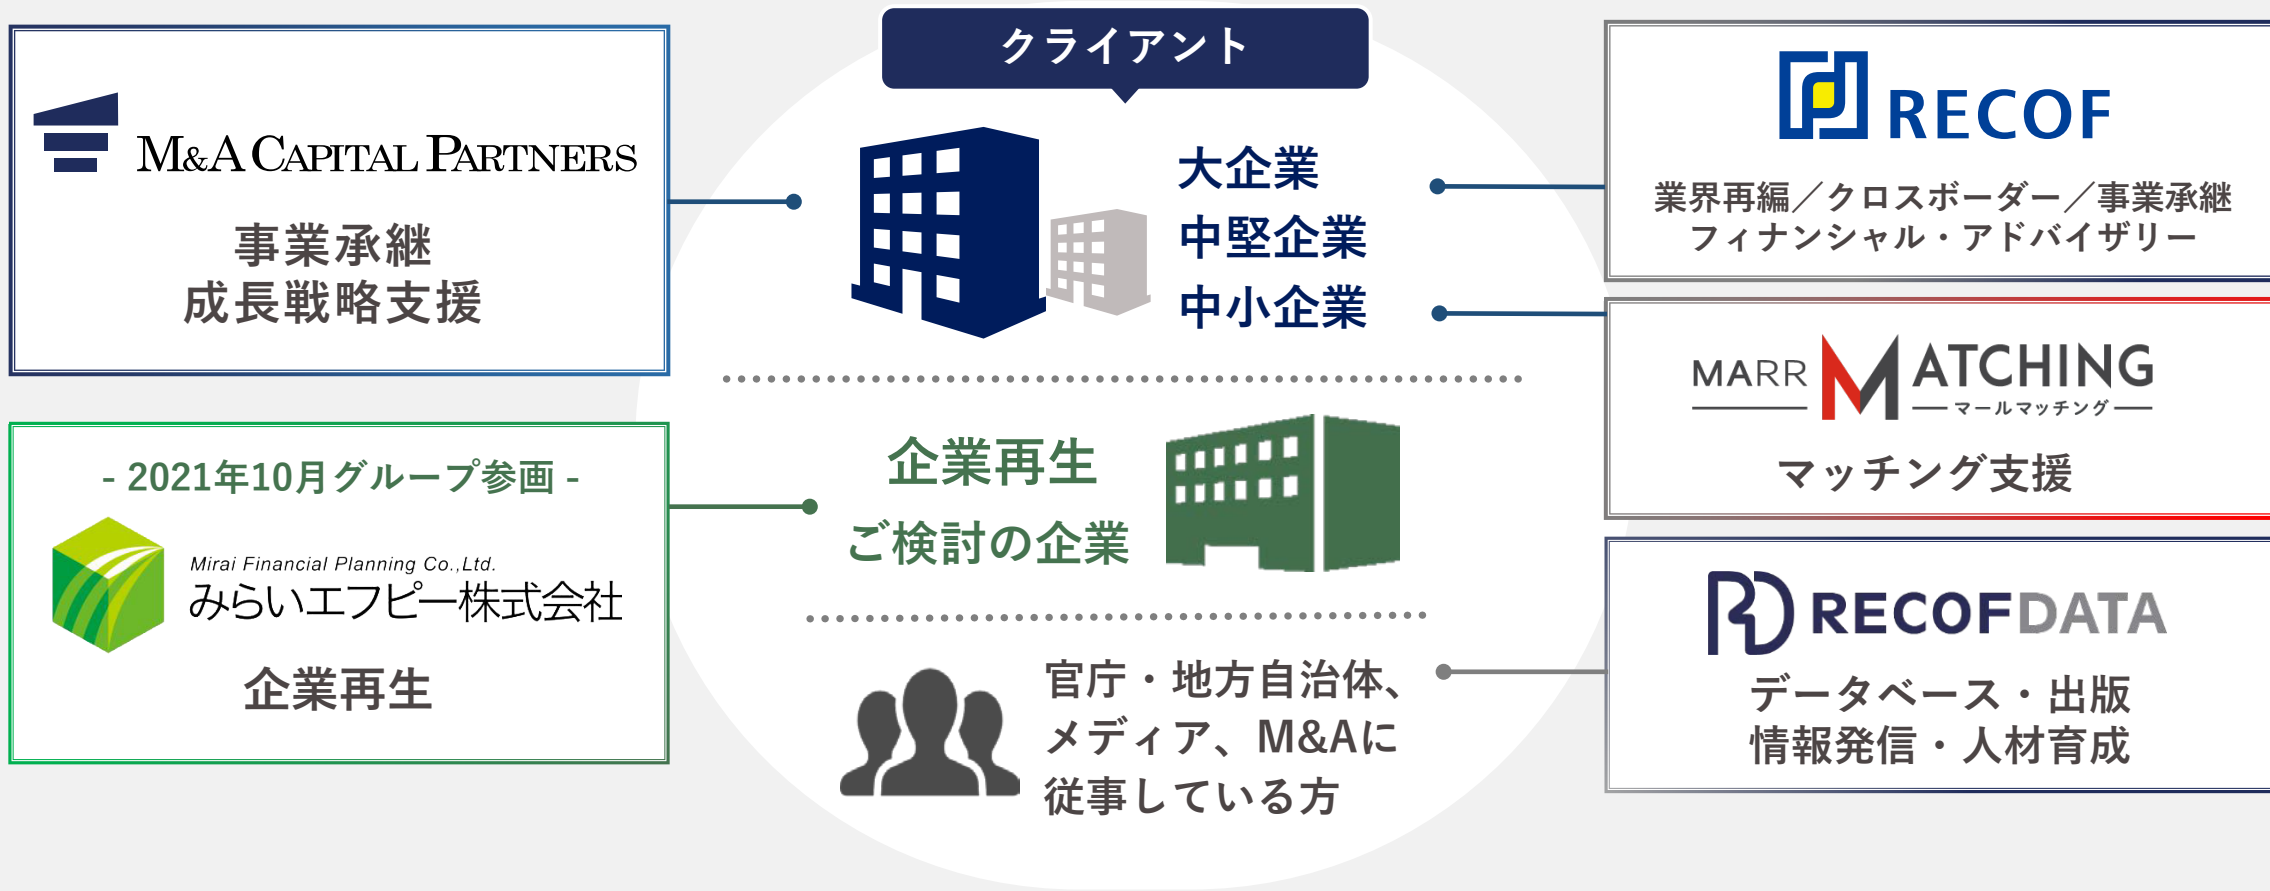 M&A CAPITAL PARTNERS
事業承継
成長戦略支援
- 2021年10月グループ参画 -
Mirai Financial Planning Co.,Ltd.
みらいエフピー株式会社
企業再生
クライアント
大企業
中堅企業
中小企業
企業再生
ご検討の企業
官庁・地方自治体、
メディア、M&Aに
従事している方
RECOF
業界再編／クロスボーダー／事業承継
フィナンシャル・アドバイザリー
MARR MATCHING
マールマッチング
マッチング支援
RECOFDATA
データベース・出版
情報発信・人材育成